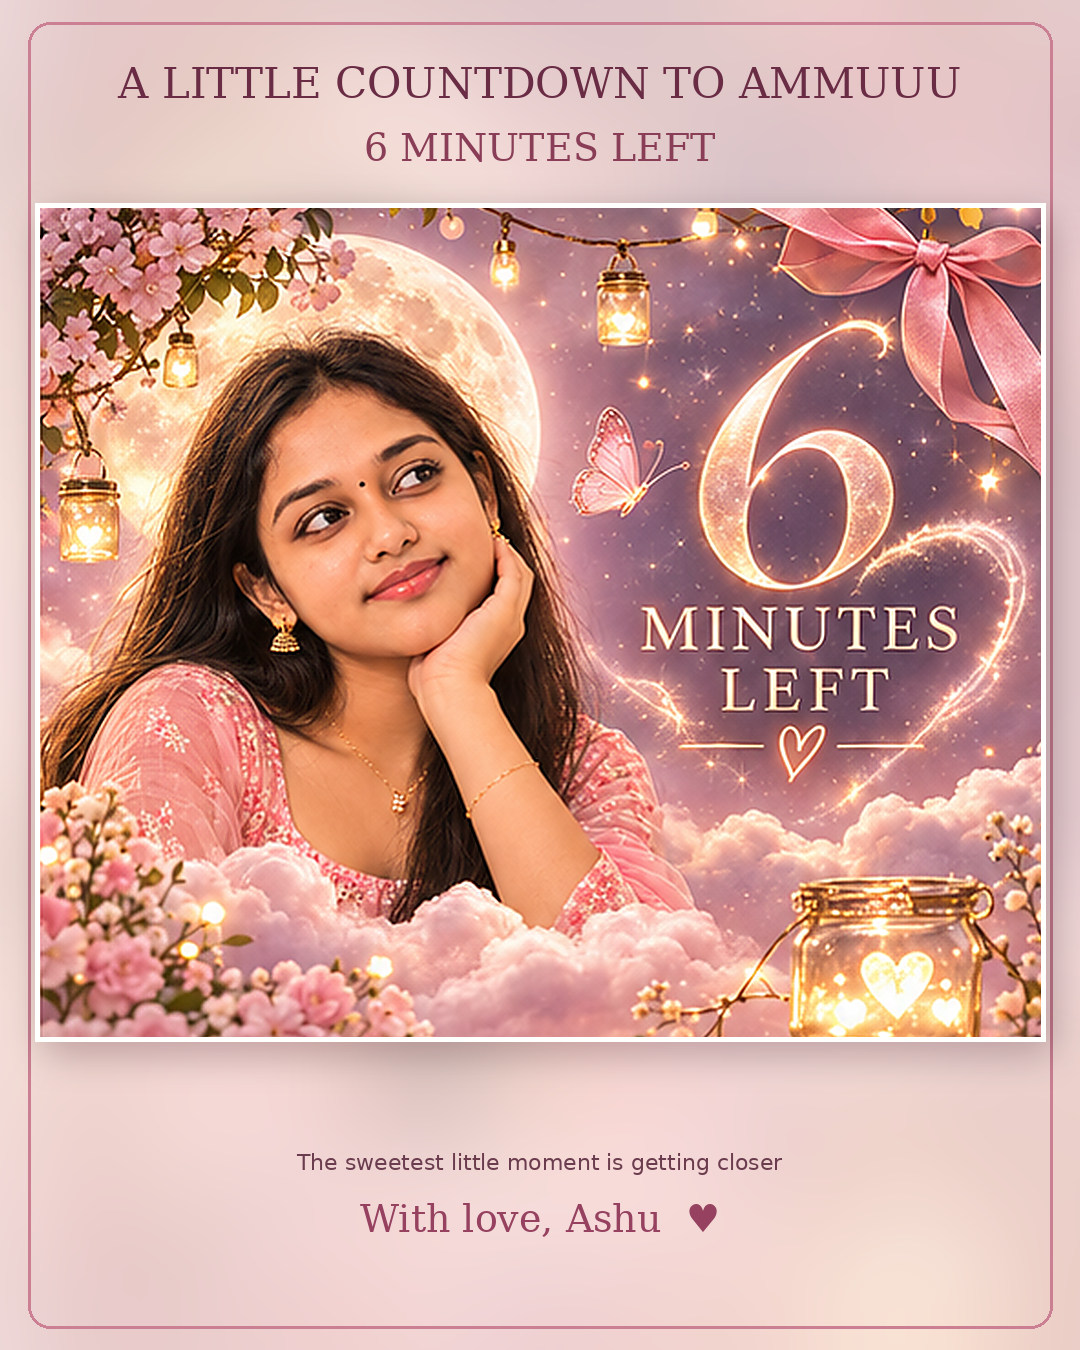 A LITTLE COUNTDOWN TO AMMUUU
6 MINUTES LEFT
6
MINUTES
LEFT
The sweetest little moment is getting closer
With love, Ashu ♥